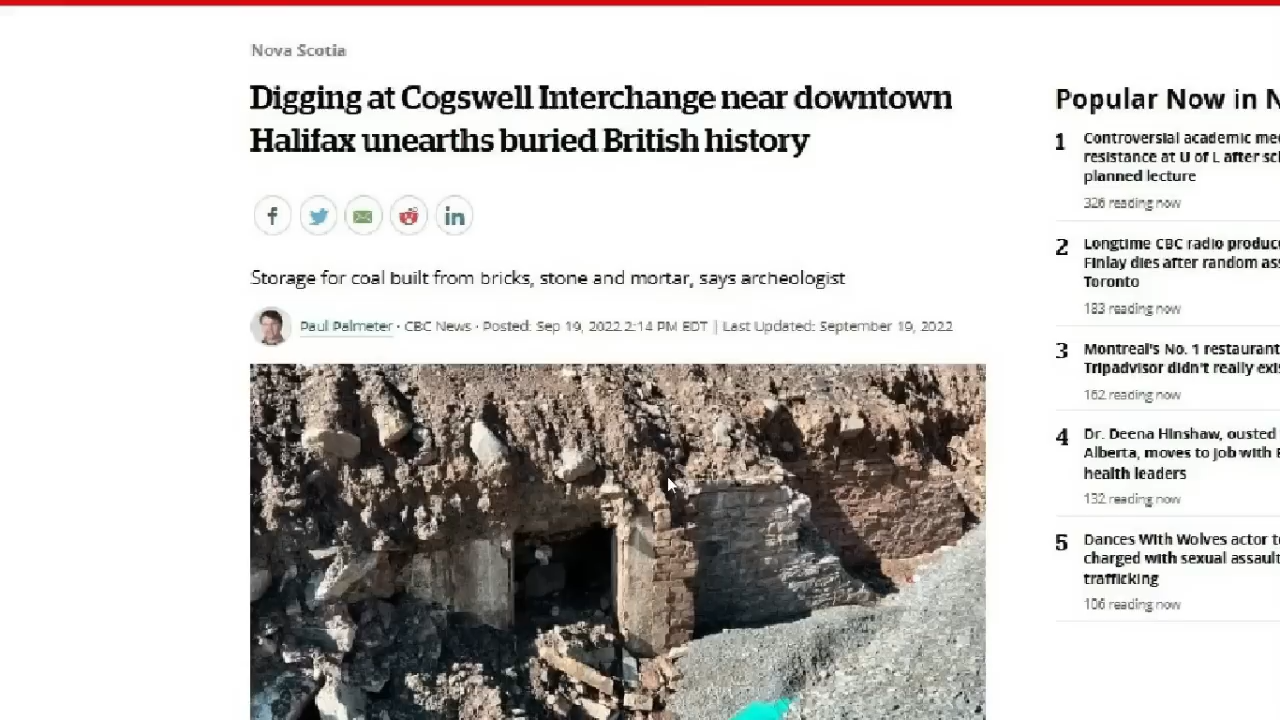 Nova Scotia
Digging at Cogswell Interchange near downtown
Halifax unearths buried British history
Storage for coal built from bricks, stone and mortar, says archeologist
Paul Palmeter · CBC News · Posted: Sep 19, 2022 2:14 PM EDT | Last Updated: September 19, 2022
Popular Now in N
1 Controversial academic
resistance at U of L after
planned lecture
326 reading now
2 Longtime CBC radio
Finlay dies after random
Toronto
183 reading now
3 Montreal's No. 1 restaurant
Tripadvisor didn't really
162 reading now
4 Dr. Deena Hinshaw, ousted
Alberta, moves to job with
health leaders
132 reading now
5 Dances With Wolves actor
charged with sexual assault
trafficking
106 reading now